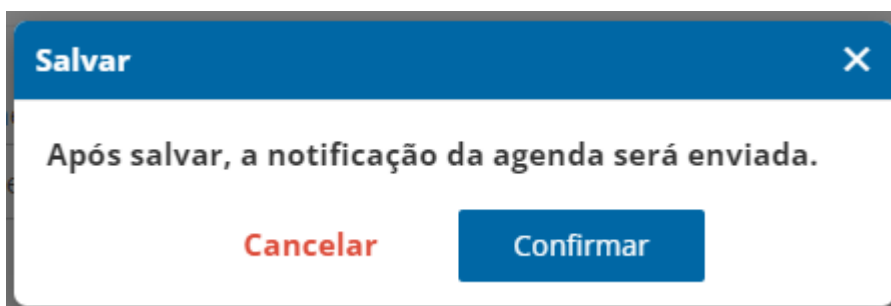 Salvar
Após salvar, a notificação da agenda será enviada.
Cancelar
Confirmar